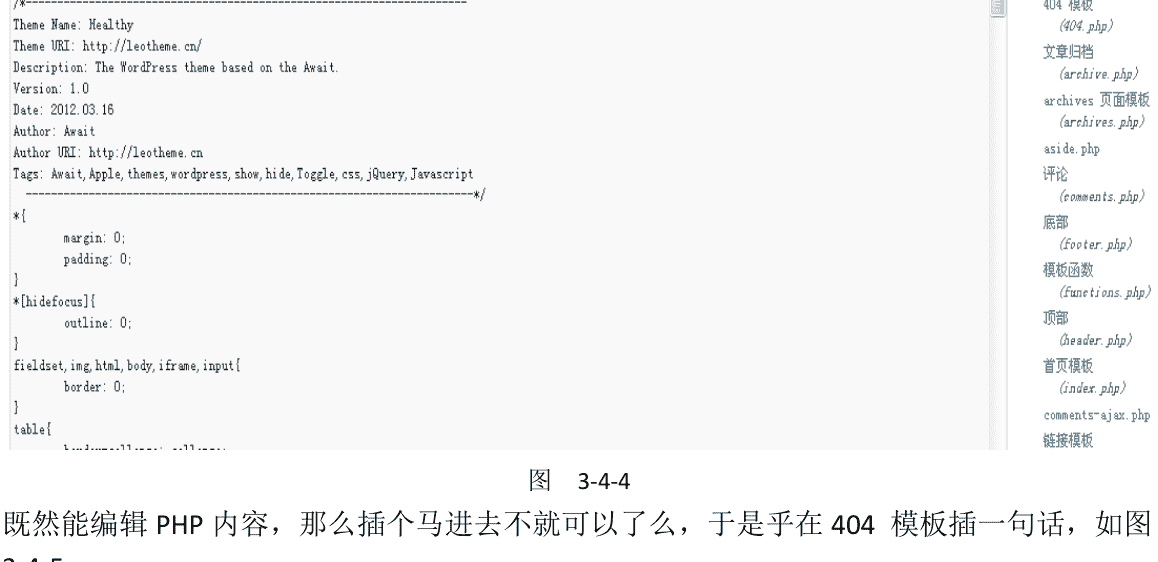 /*----------------------------------------------------------------------
Theme Name: Healthy
Theme URI: http://leotheme.cn/
Description: The WordPress theme based on the Await.
Version: 1.0
Date: 2012.03.16
Author: Await
Author URI: http://leotheme.cn
Tags: Await,Apple,themes,wordpress,show,hide,Toggle,css,jQuery,Javascript
----------------------------------------------------------------------*/
*{
margin: 0;
padding: 0;
}
*[hidefocus]{
outline: 0;
}
fieldset,img,html,body,iframe,input{
border: 0;
}
table{
404 模板
(404.php)
文章归档
(archive.php)
archives 页面模板
(archives.php)
aside.php
评论
(comments.php)
底部
(footer.php)
模板函数
(functions.php)
顶部
(header.php)
首页模板
(index.php)
comments-ajax.php
链接模板
图 3-4-4
既然能编辑 PHP 内容，那么插个马进去不就可以了么，于是乎在 404 模板插一句话，如图